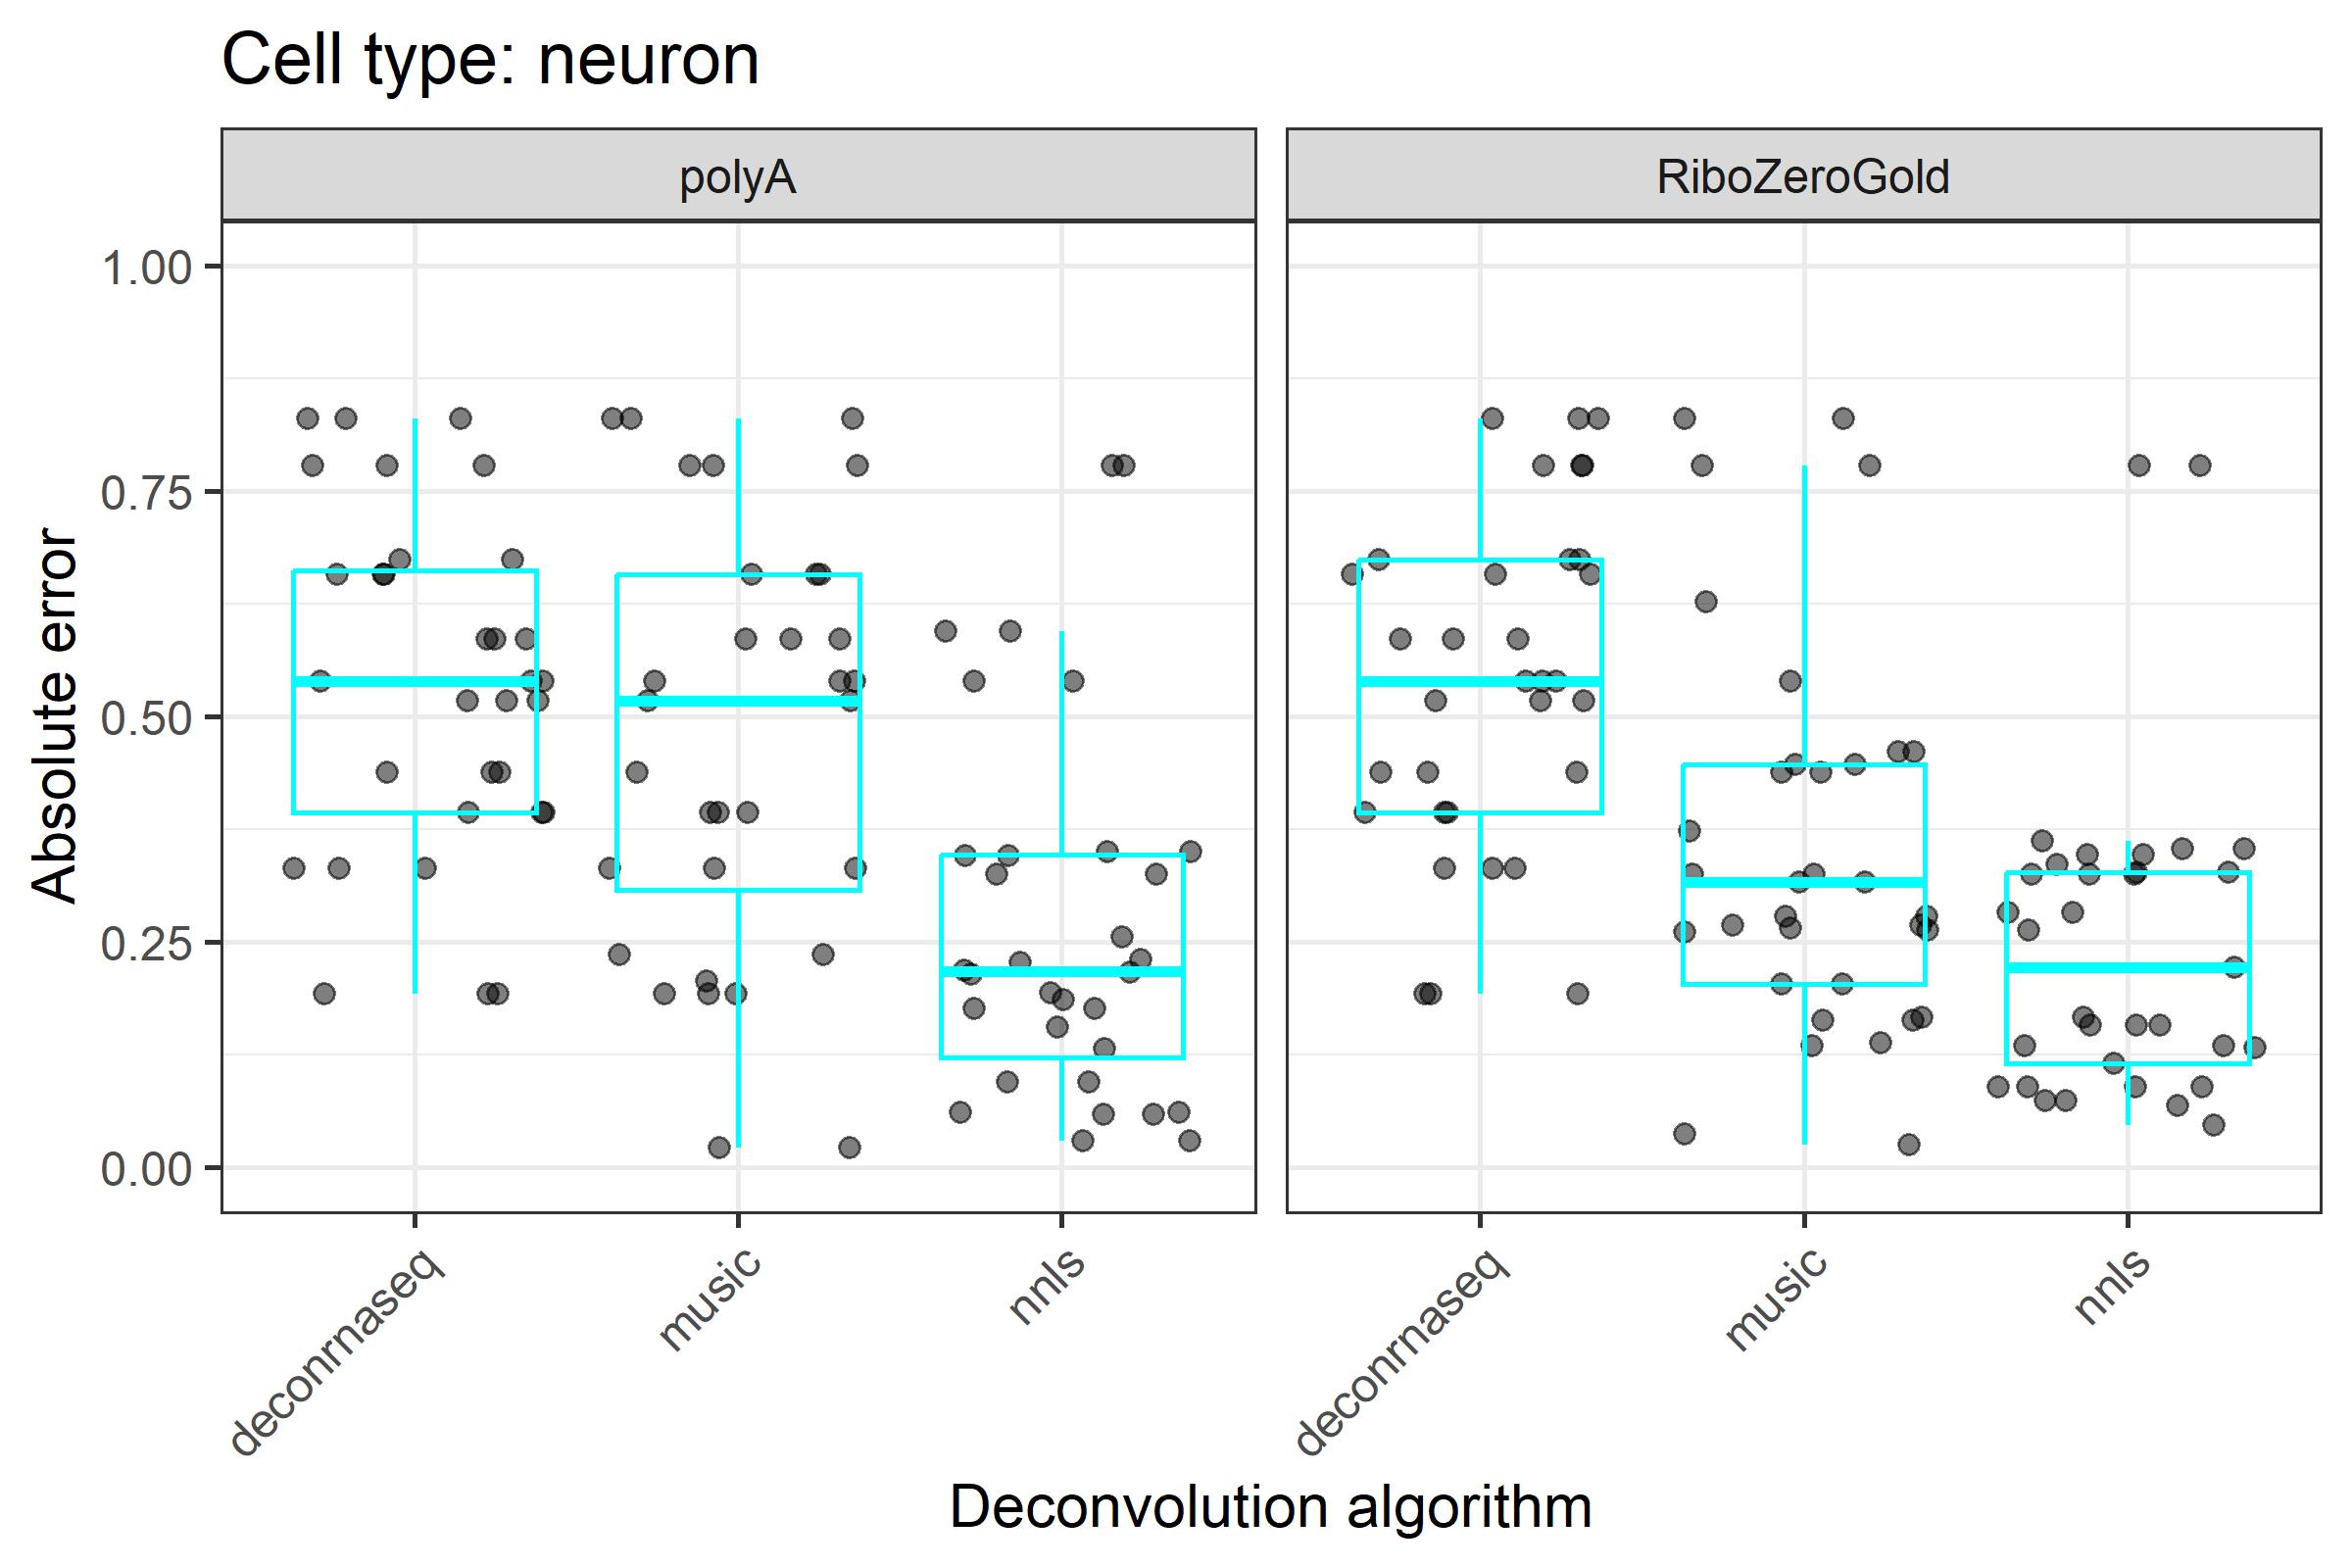 Cell type: neuron
polyA
RiboZeroGold
Absolute error
1.00
0.75
0.50
0.25
0.00
deconrnaseq
music
nnls
deconrnaseq
music
nnls
Deconvolution algorithm